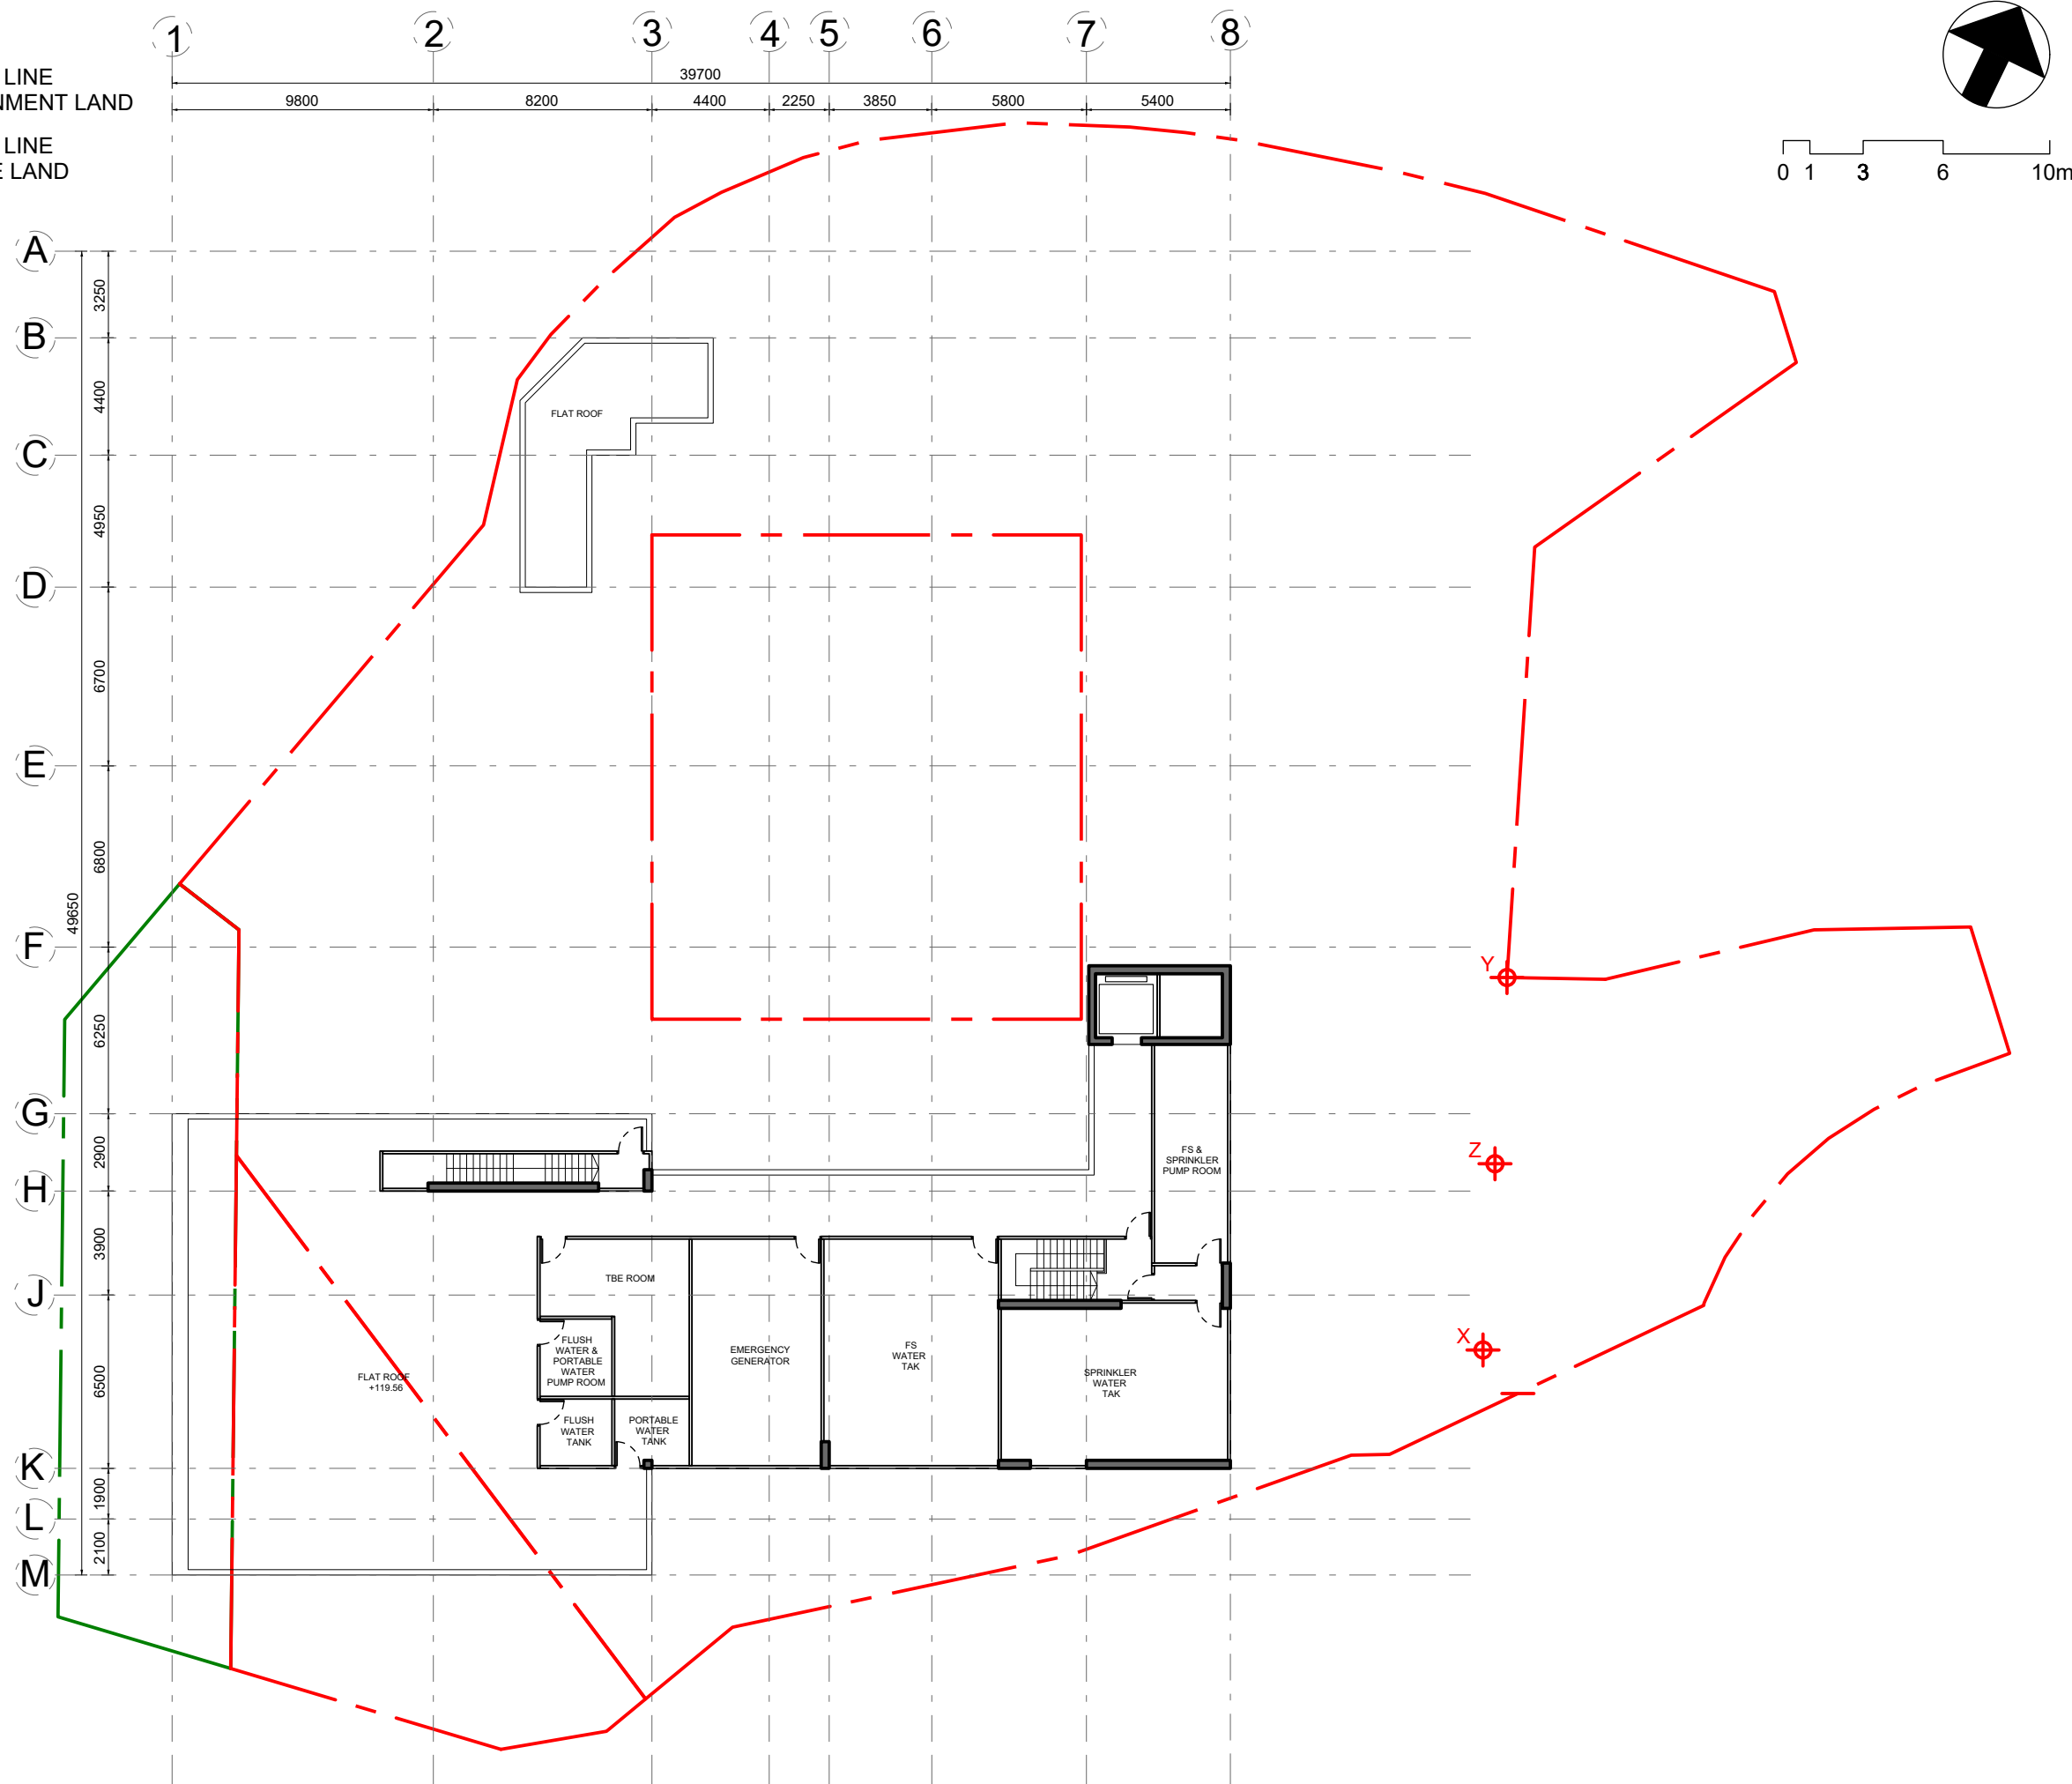 1 2 3 4 5 6 7 8
39700
9800 8200 4400 2250 3850 5800 5400
LINE
NMENT LAND
LINE
LAND
0 1 3 6 10m
A
B
C
D
E
F
G
H
J
K
L
M
3250
4400
4950
6700
6800
6250
2900
3900
6500
1900
2100
49650
FLAT ROOF
Y
Z
X
FS &
SPRINKLER
PUMP ROOM
TBE ROOM
FLUSH
WATER &
PORTABLE
WATER
PUMP ROOM
EMERGENCY
GENERATOR
FS
WATER
TAK
SPRINKLER
WATER
TAK
FLAT ROOF
+119.56
FLUSH
WATER
TANK
PORTABLE
WATER
TANK